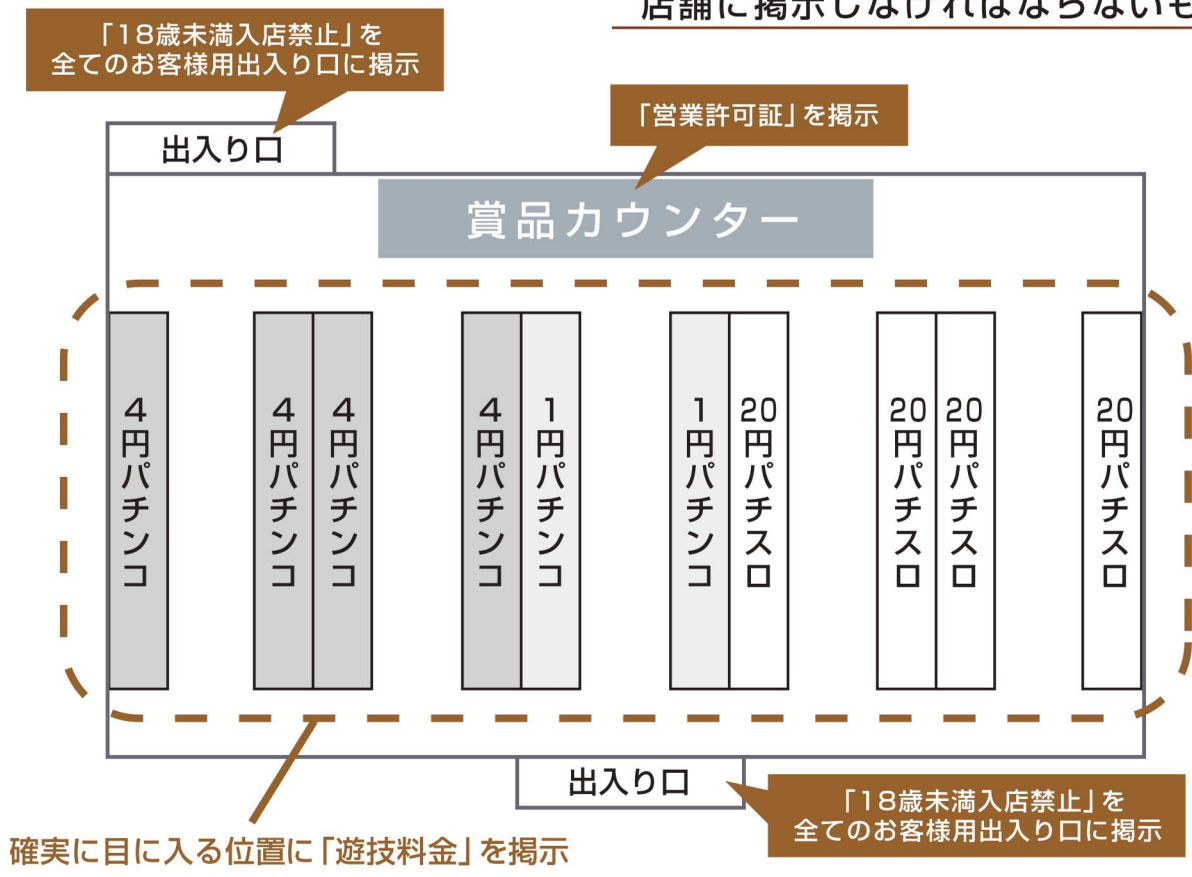 店舗に掲示しなければならないも
「18歳未満入店禁止」を
全てのお客様用出入り口に掲示
「営業許可証」を掲示
出入り口
賞品カウンター
4円パチンコ
4円パチンコ
4円パチンコ
4円パチンコ
1円パチンコ
1円パチンコ
20円パチスロ
20円パチスロ
20円パチスロ
20円パチスロ
出入り口
「18歳未満入店禁止」を
全てのお客様用出入り口に掲示
確実に目に入る位置に「遊技料金」を掲示